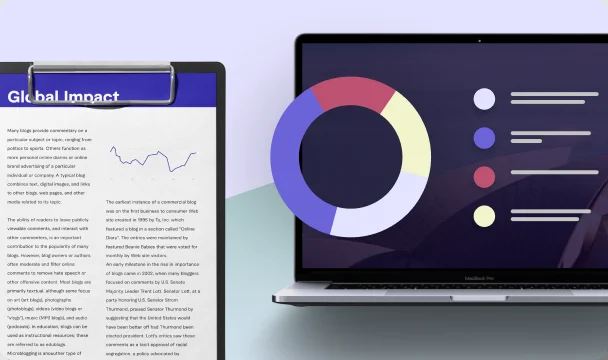 Global Impact
Many blogs provide commentary on a
particular subject or topic, ranging from
politics to sports. Others function as
more personal online diaries or online
brand advertising of a particular
individual or company. A typical blog
combines text, digital images, and links
to other blogs, web pages, and other
media related to its topic.
The ability of readers to leave publicly
viewable comments, and interact with
other commenters, is an important
contribution to the popularity of many
blogs. However, blog owners or authors
often moderate and filter online
comments to remove hate speech or
other offensive content. Most blogs are
primarily textual, although some focus
on art (art blogs), photographs
(photoblogs), videos (video blogs or
"vlogs"), music (MP3 blogs), and audio
(podcasts). In education, blogs can be
used as instructional resources; these
are referred to as edublogs.
Microblogging is another type of
The earliest instance of a commercial blog
was on the first business to consumer Web
site created in 1995 by Ty, Inc. which
featured a blog in a section called "Online
Diary". The entries were maintained by
featured Beanie Babies that were voted for
monthly by Web site visitors.
An early milestone in the rise in importance
of blogs came in 2002, when many bloggers
focused on comments by U.S. Senate
Majority Leader Trent Lott. Senator Lott, at a
party honoring U.S. Senator Strom
Thurmond, praised Senator Thurmond by
suggesting that the United States would
have been better off had Thurmond been
elected president. Lott's critics saw these
comments as a tacit approval of racial
segregation, a policy advocated by
MacBook Pro